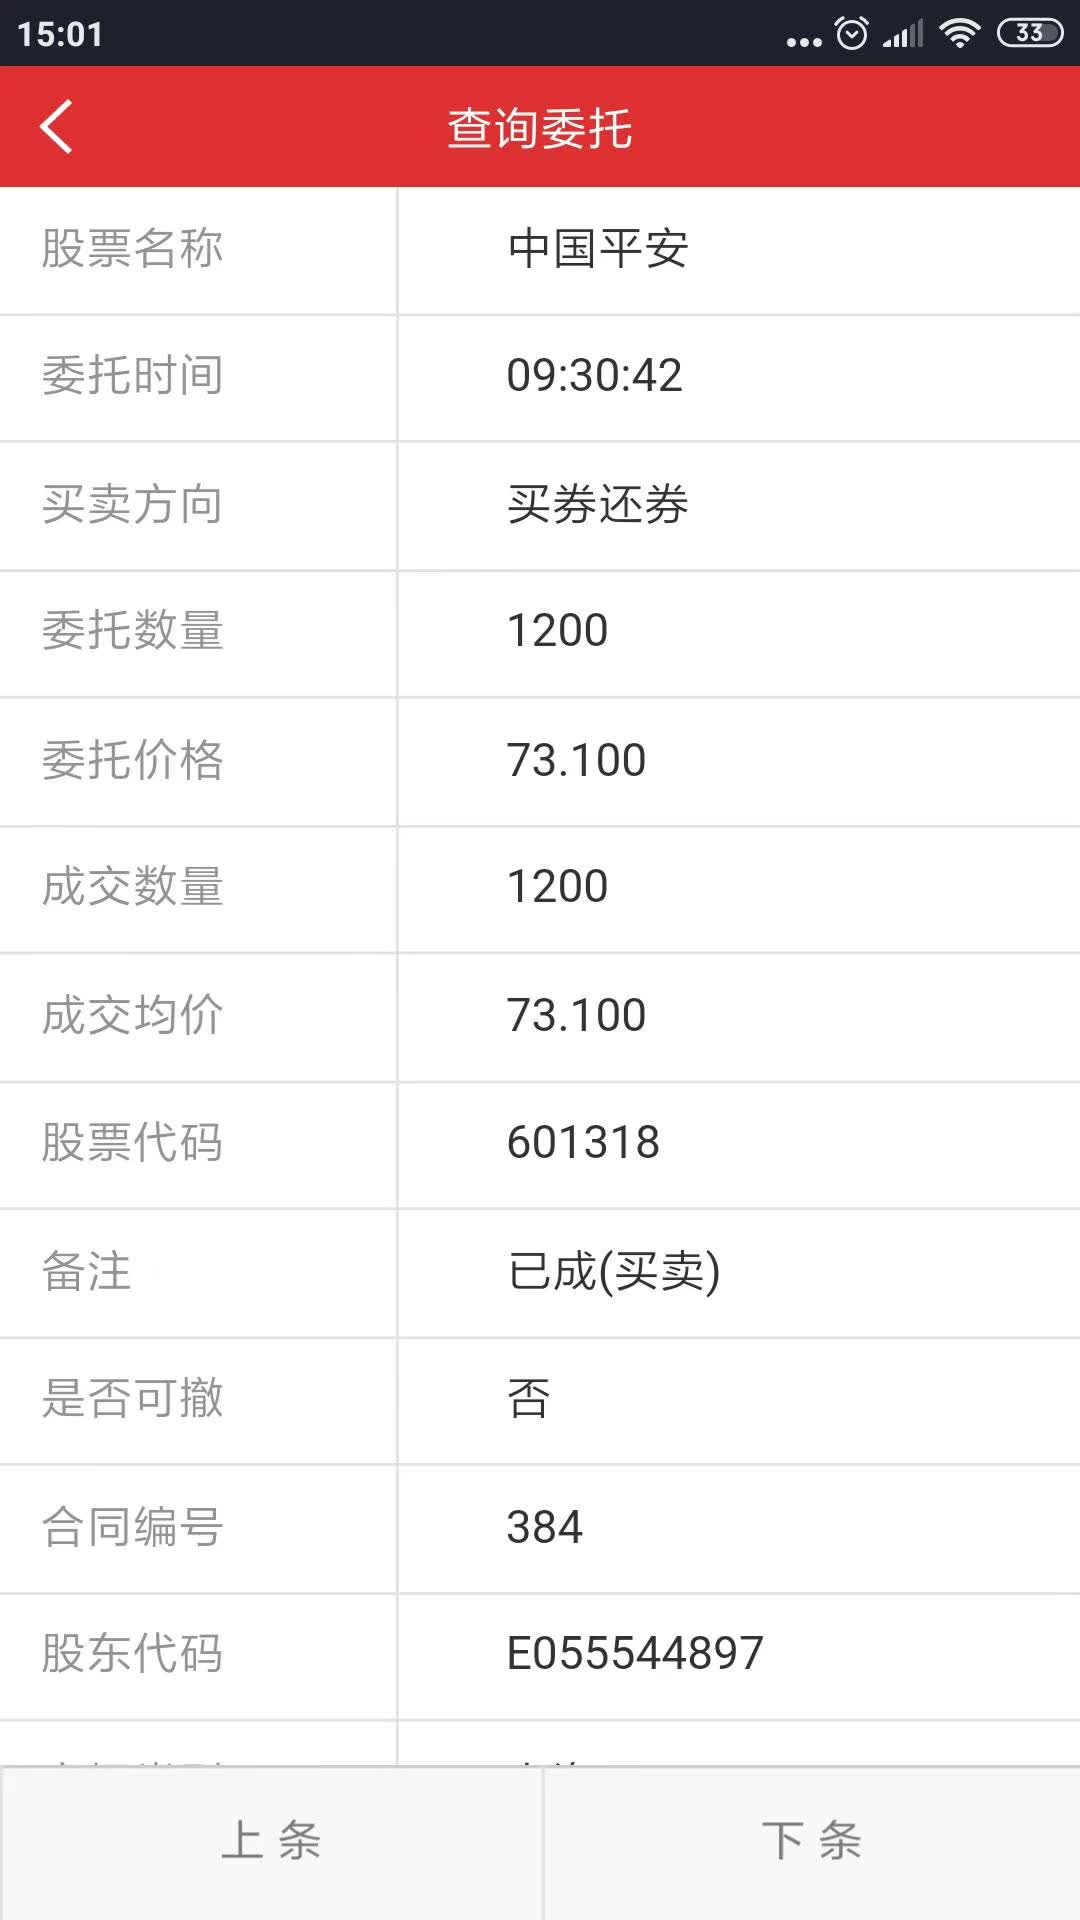 15:01
33
查询委托
股票名称 中国平安
委托时间 09:30:42
买卖方向 买券还券
委托数量 1200
委托价格 73.100
成交数量 1200
成交均价 73.100
股票代码 601318
备注 已成(买卖)
是否可撤 否
合同编号 384
股东代码 E055544897
上条 下条